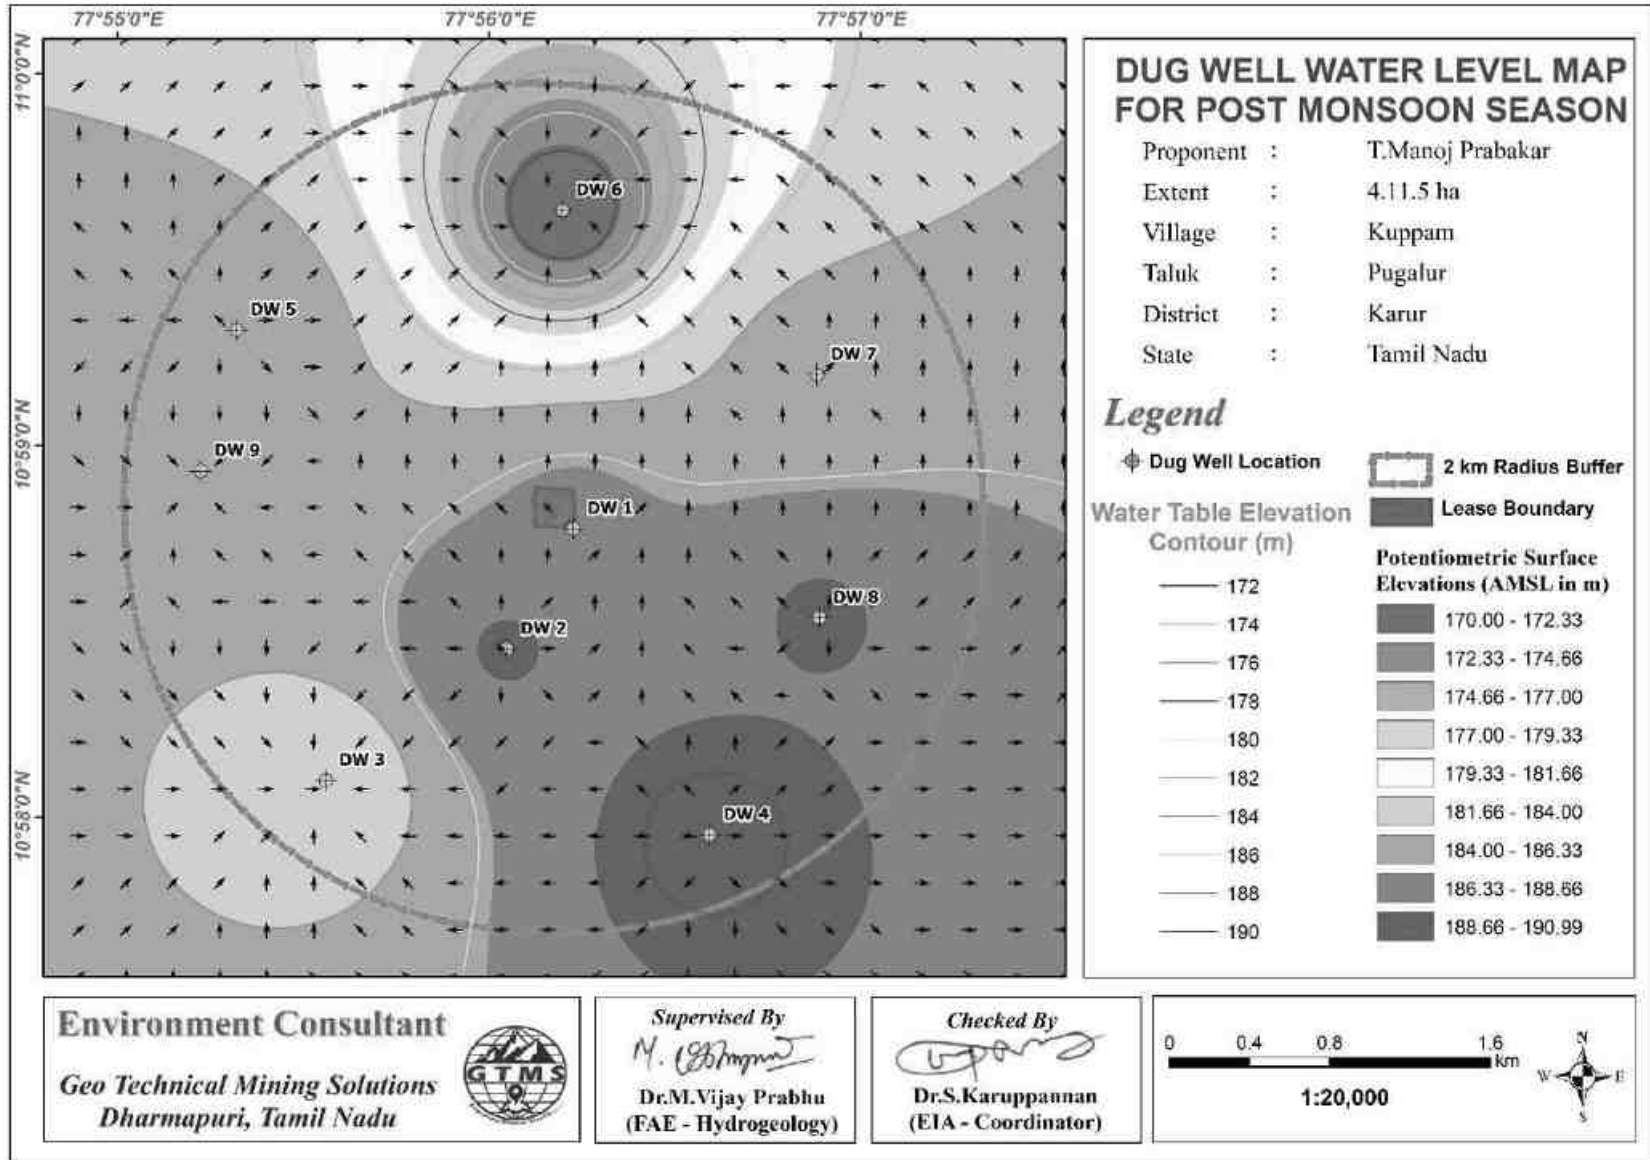 77°55'0"E
77°56'0"E
77°57'0"E
11°0'0"N
10°59'0"N
10°58'0"N
DW 6
DW 5
DW 7
DW 9
DW 1
DW 8
DW 2
DW 3
DW 4
DUG WELL WATER LEVEL MAP
FOR POST MONSOON SEASON
Proponent : T.Manoj Prabakar
Extent : 4.11.5 ha
Village : Kuppam
Taluk : Pugalur
District : Karur
State : Tamil Nadu
Legend
Dug Well Location
2 km Radius Buffer
Lease Boundary
Water Table Elevation
Contour (m)
172
174
176
178
180
182
184
186
188
190
Potentiometric Surface
Elevations (AMSL in m)
170.00 - 172.33
172.33 - 174.66
174.66 - 177.00
177.00 - 179.33
179.33 - 181.66
181.66 - 184.00
184.00 - 186.33
186.33 - 188.66
188.66 - 190.99
Environment Consultant
Geo Technical Mining Solutions
Dharmapuri, Tamil Nadu
GTMS
Supervised By
Dr.M.Vijay Prabhu
(FAE - Hydrogeology)
Checked By
Dr.S.Karuppannan
(EIA - Coordinator)
0 0.4 0.8 1.6
km
1:20,000
N
W E
S